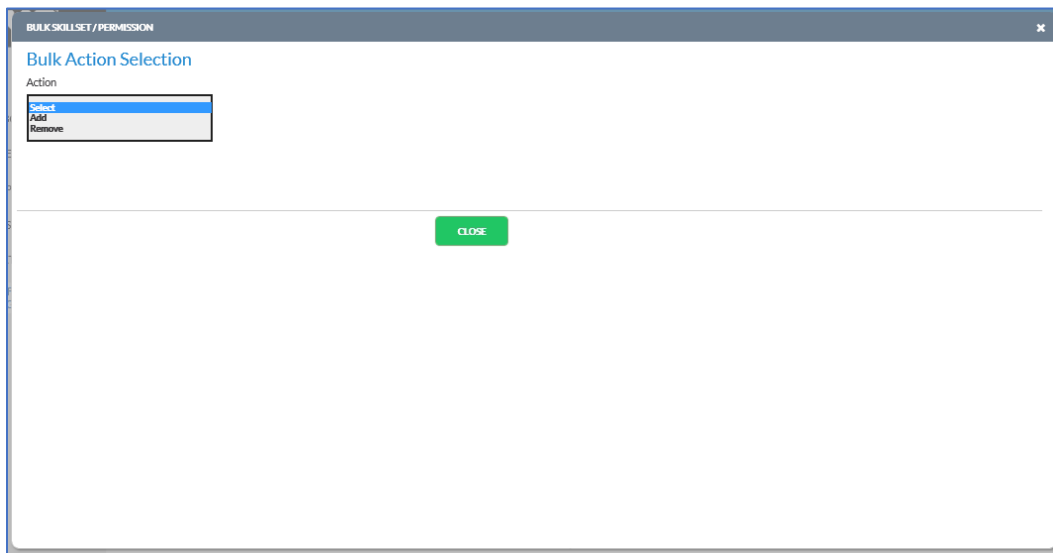 BULK SKILLSET / PERMISSION
Bulk Action Selection
Action
Select
Add
Remove
CLOSE